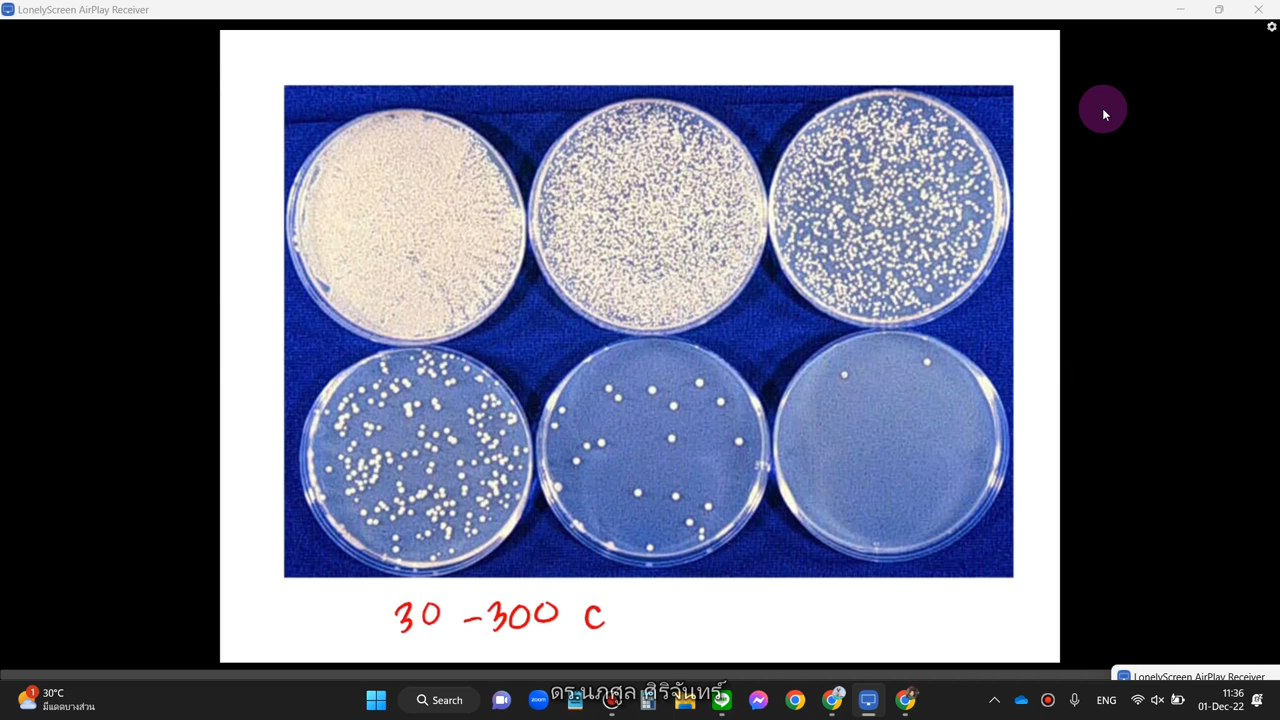 LonelyScreen AirPlay Receiver
30 - 300 C
LonelyScreen AirPlay Receiver
1
30°C
มีแดดบางส่วน
Search
zoom
ดร.นภศูล ศิริจันทร์
ENG
11:36
01-Dec-22